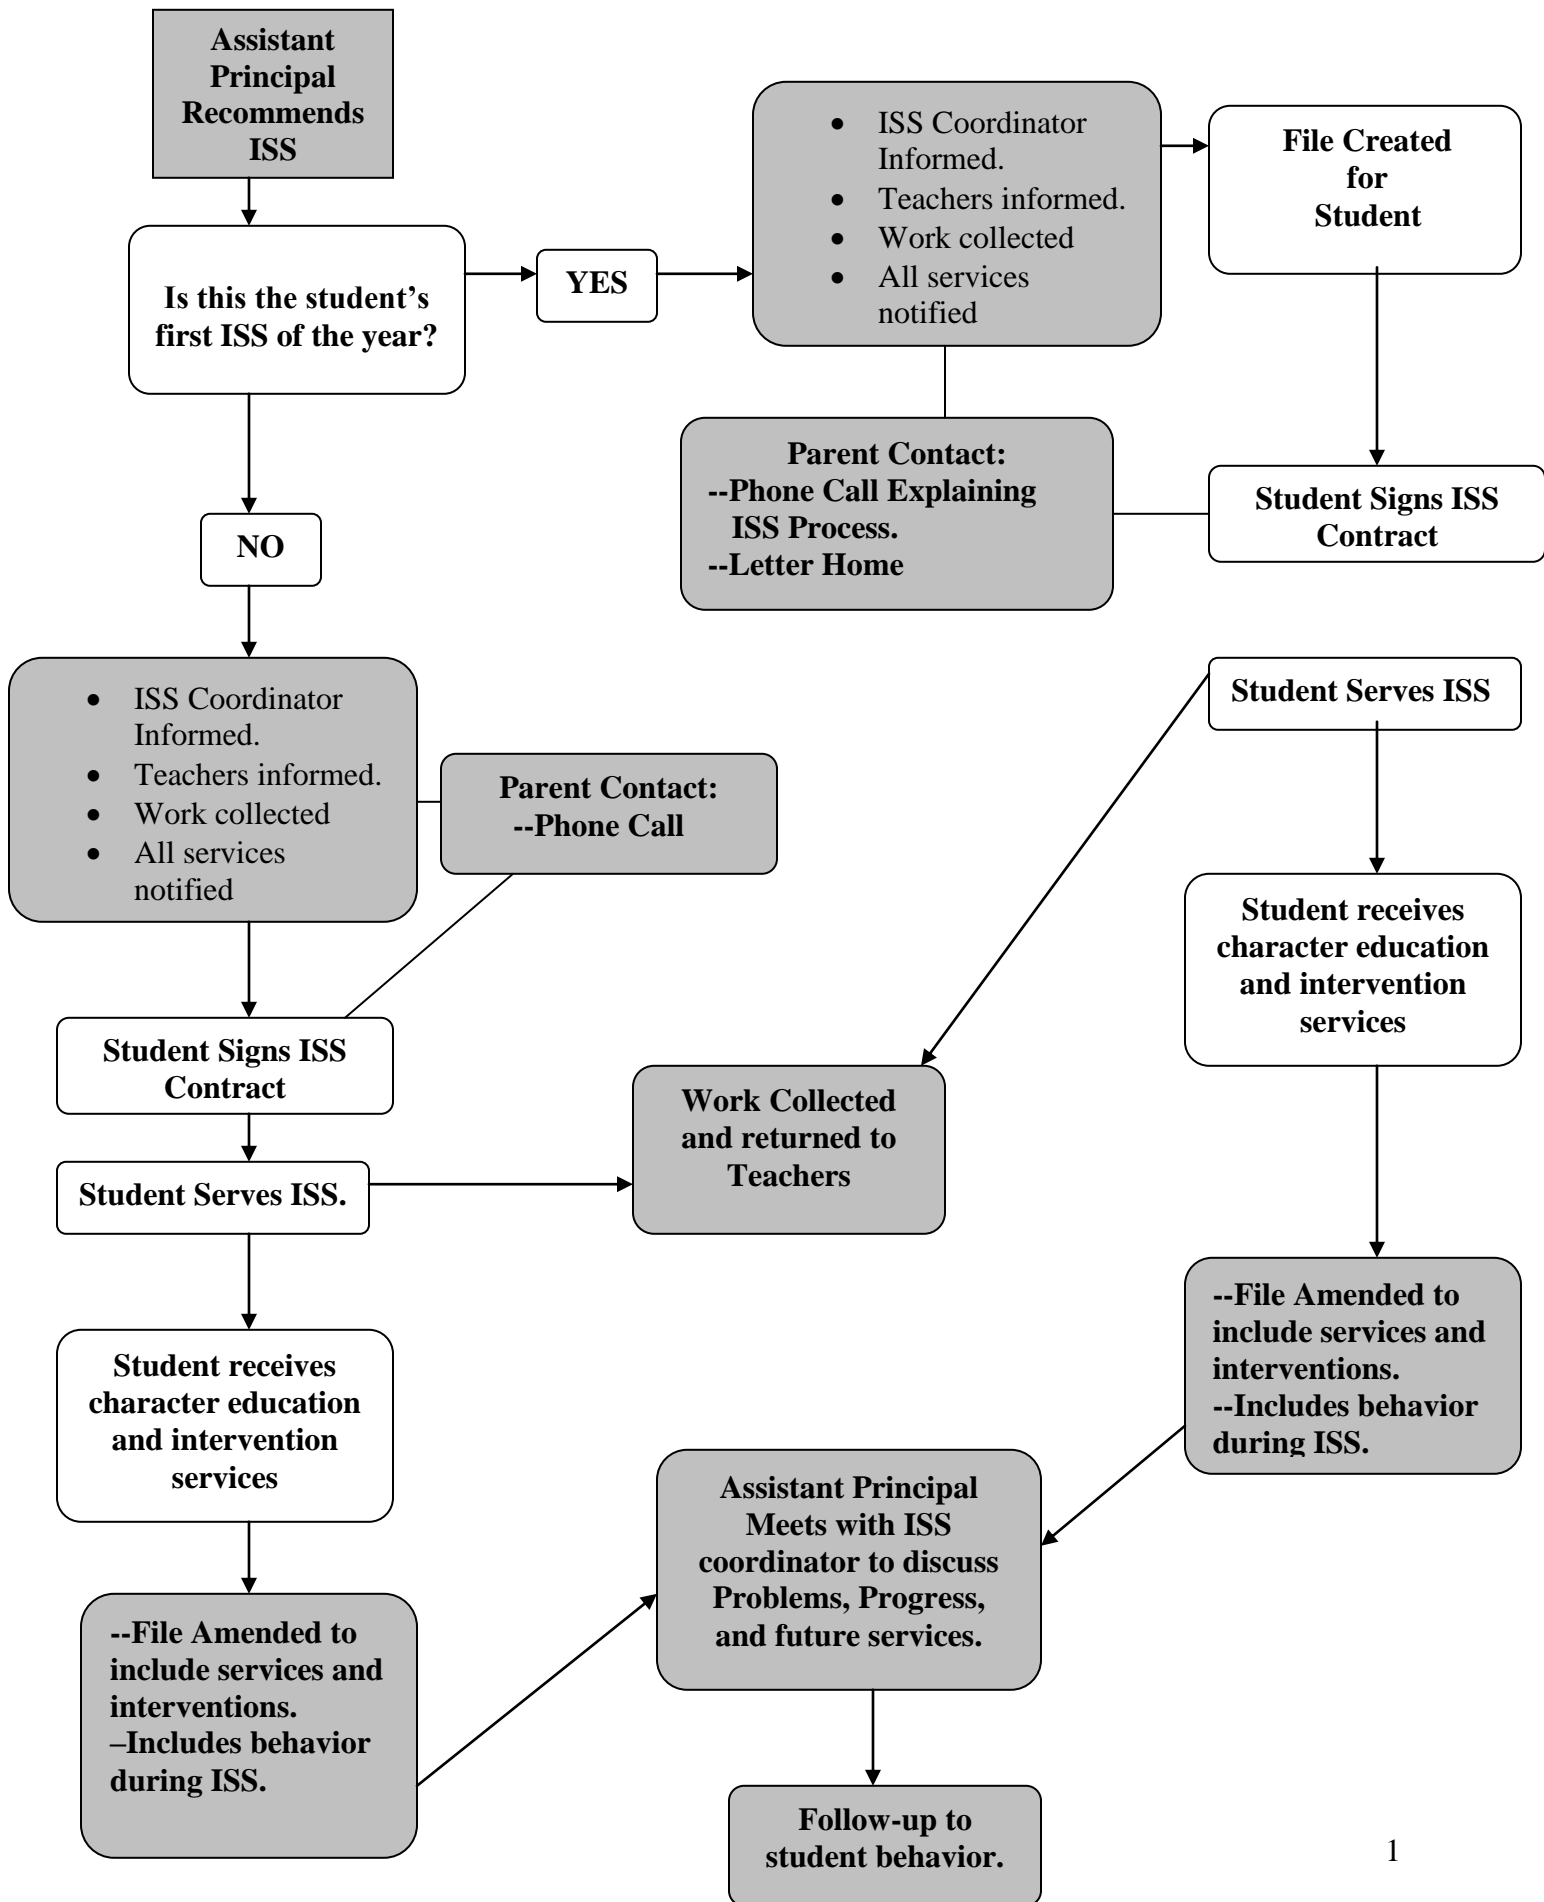 Assistant
Principal
Recommends
ISS
Is this the student’s
first ISS of the year?
YES
• ISS Coordinator
Informed.
• Teachers informed.
• Work collected
• All services
notified
File Created
for
Student
Parent Contact:
--Phone Call Explaining
ISS Process.
--Letter Home
Student Signs ISS
Contract
NO
• ISS Coordinator
Informed.
• Teachers informed.
• Work collected
• All services
notified
Parent Contact:
--Phone Call
Student Signs ISS
Contract
Student Serves ISS.
Student receives
character education
and intervention
services
--File Amended to
include services and
interventions.
–Includes behavior
during ISS.
Student Serves ISS
Student receives
character education
and intervention
services
Work Collected
and returned to
Teachers
--File Amended to
include services and
interventions.
--Includes behavior
during ISS.
Assistant Principal
Meets with ISS
coordinator to discuss
Problems, Progress,
and future services.
Follow-up to
student behavior.
1